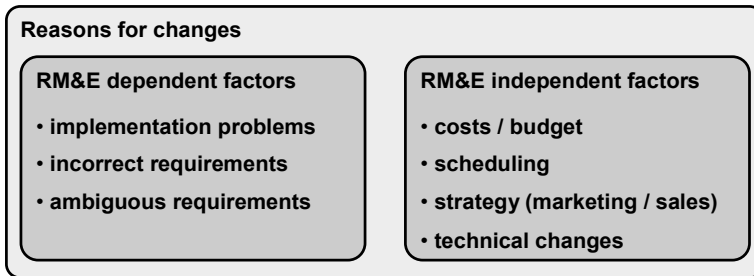 Reasons for changes
RM&E dependent factors
• implementation problems
• incorrect requirements
• ambiguous requirements
RM&E independent factors
• costs / budget
• scheduling
• strategy (marketing / sales)
• technical changes